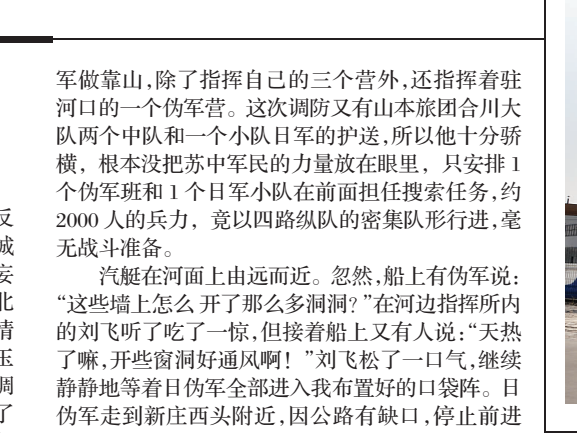 军做靠山,除了指挥自己的三个营外,还指挥着驻
河口的一个伪军营。这次调防又有山本旅团合川大
队两个中队和一个小队日军的护送,所以他十分骄
横，根本没把苏中军民的力量放在眼里，只安排 1
个伪军班和 1 个日军小队在前面担任搜索任务,约
2000 人的兵力，竟以四路纵队的密集队形行进,毫
无战斗准备。
汽艇在河面上由远而近。忽然,船上有伪军说：
“这些墙上怎么开了那么多洞洞？”在河边指挥所内
的刘飞听了吃了一惊,但接着船上又有人说：“天热
了嘛,开些窗洞好通风啊！”刘飞松了一口气,继续
静静地等着日伪军全部进入我布置好的口袋阵。日
伪军走到新庄西头附近,因公路有缺口,停止前进
反
诚
妄
北
情
玉
调
了